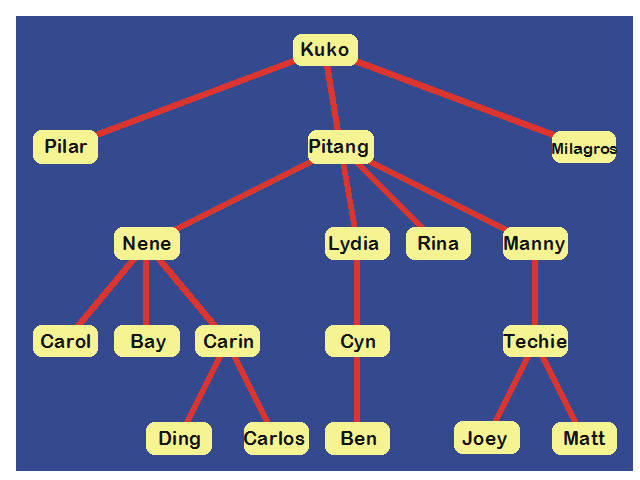 Kuko
Pilar
Pitang
Milagros
Nene
Lydia
Rina
Manny
Carol
Bay
Carin
Cyn
Techie
Ding
Carlos
Ben
Joey
Matt